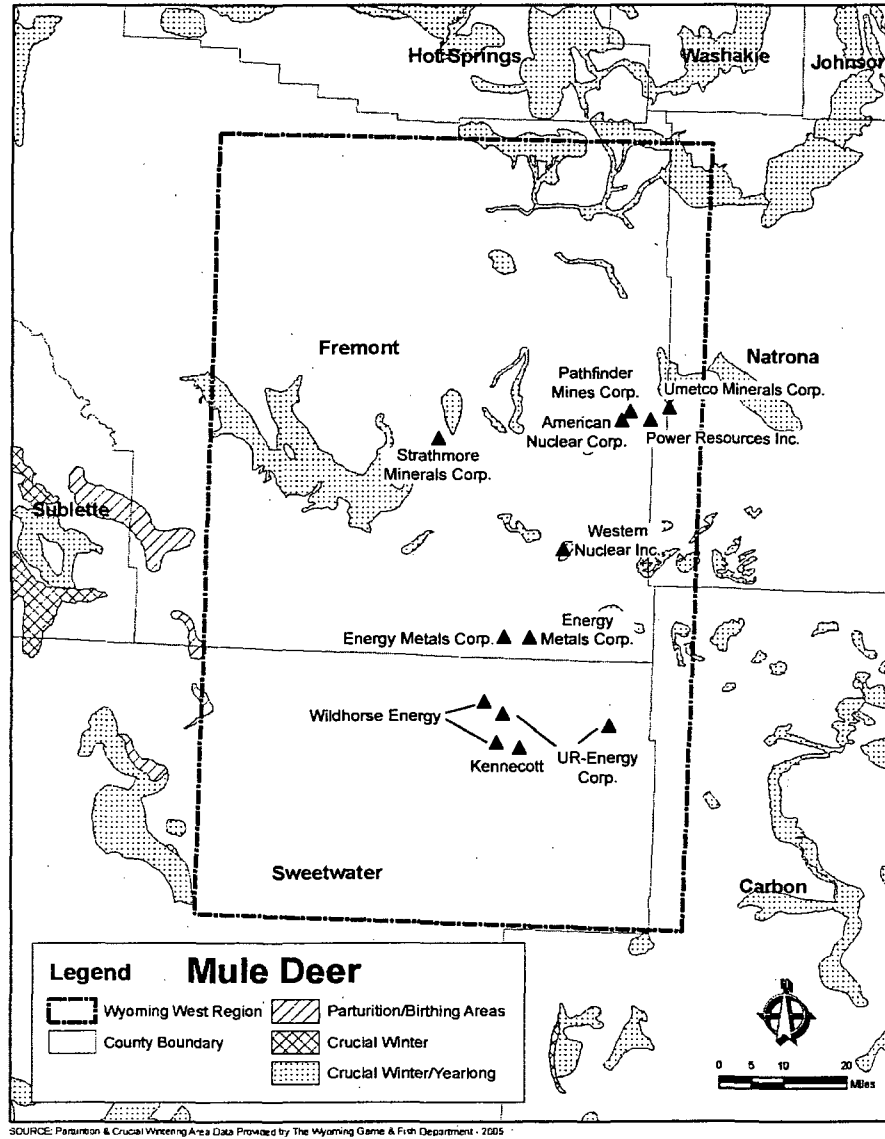 Hot Springs
Washakie
Johnson
Fremont
Natrona
Pathfinder
Mines Corp.
Umetco Minerals Corp.
American
Nuclear Corp.
Power Resources Inc.
Strathmore
Minerals Corp.
Sublette
Western
Nuclear Inc.
Energy Metals Corp.
Energy
Metals Corp.
Wildhorse Energy
Kennecott
UR-Energy
Corp.
Sweetwater
Carbon
Legend Mule Deer
Wyoming West Region
Parturition/Birthing Areas
County Boundary
Crucial Winter
Crucial Winter/Yearlong
N
0 5 10 20
Miles
SOURCE: Parturition & Crucial Wintering Area Data Provided by The Wyoming Game & Fish Department - 2005